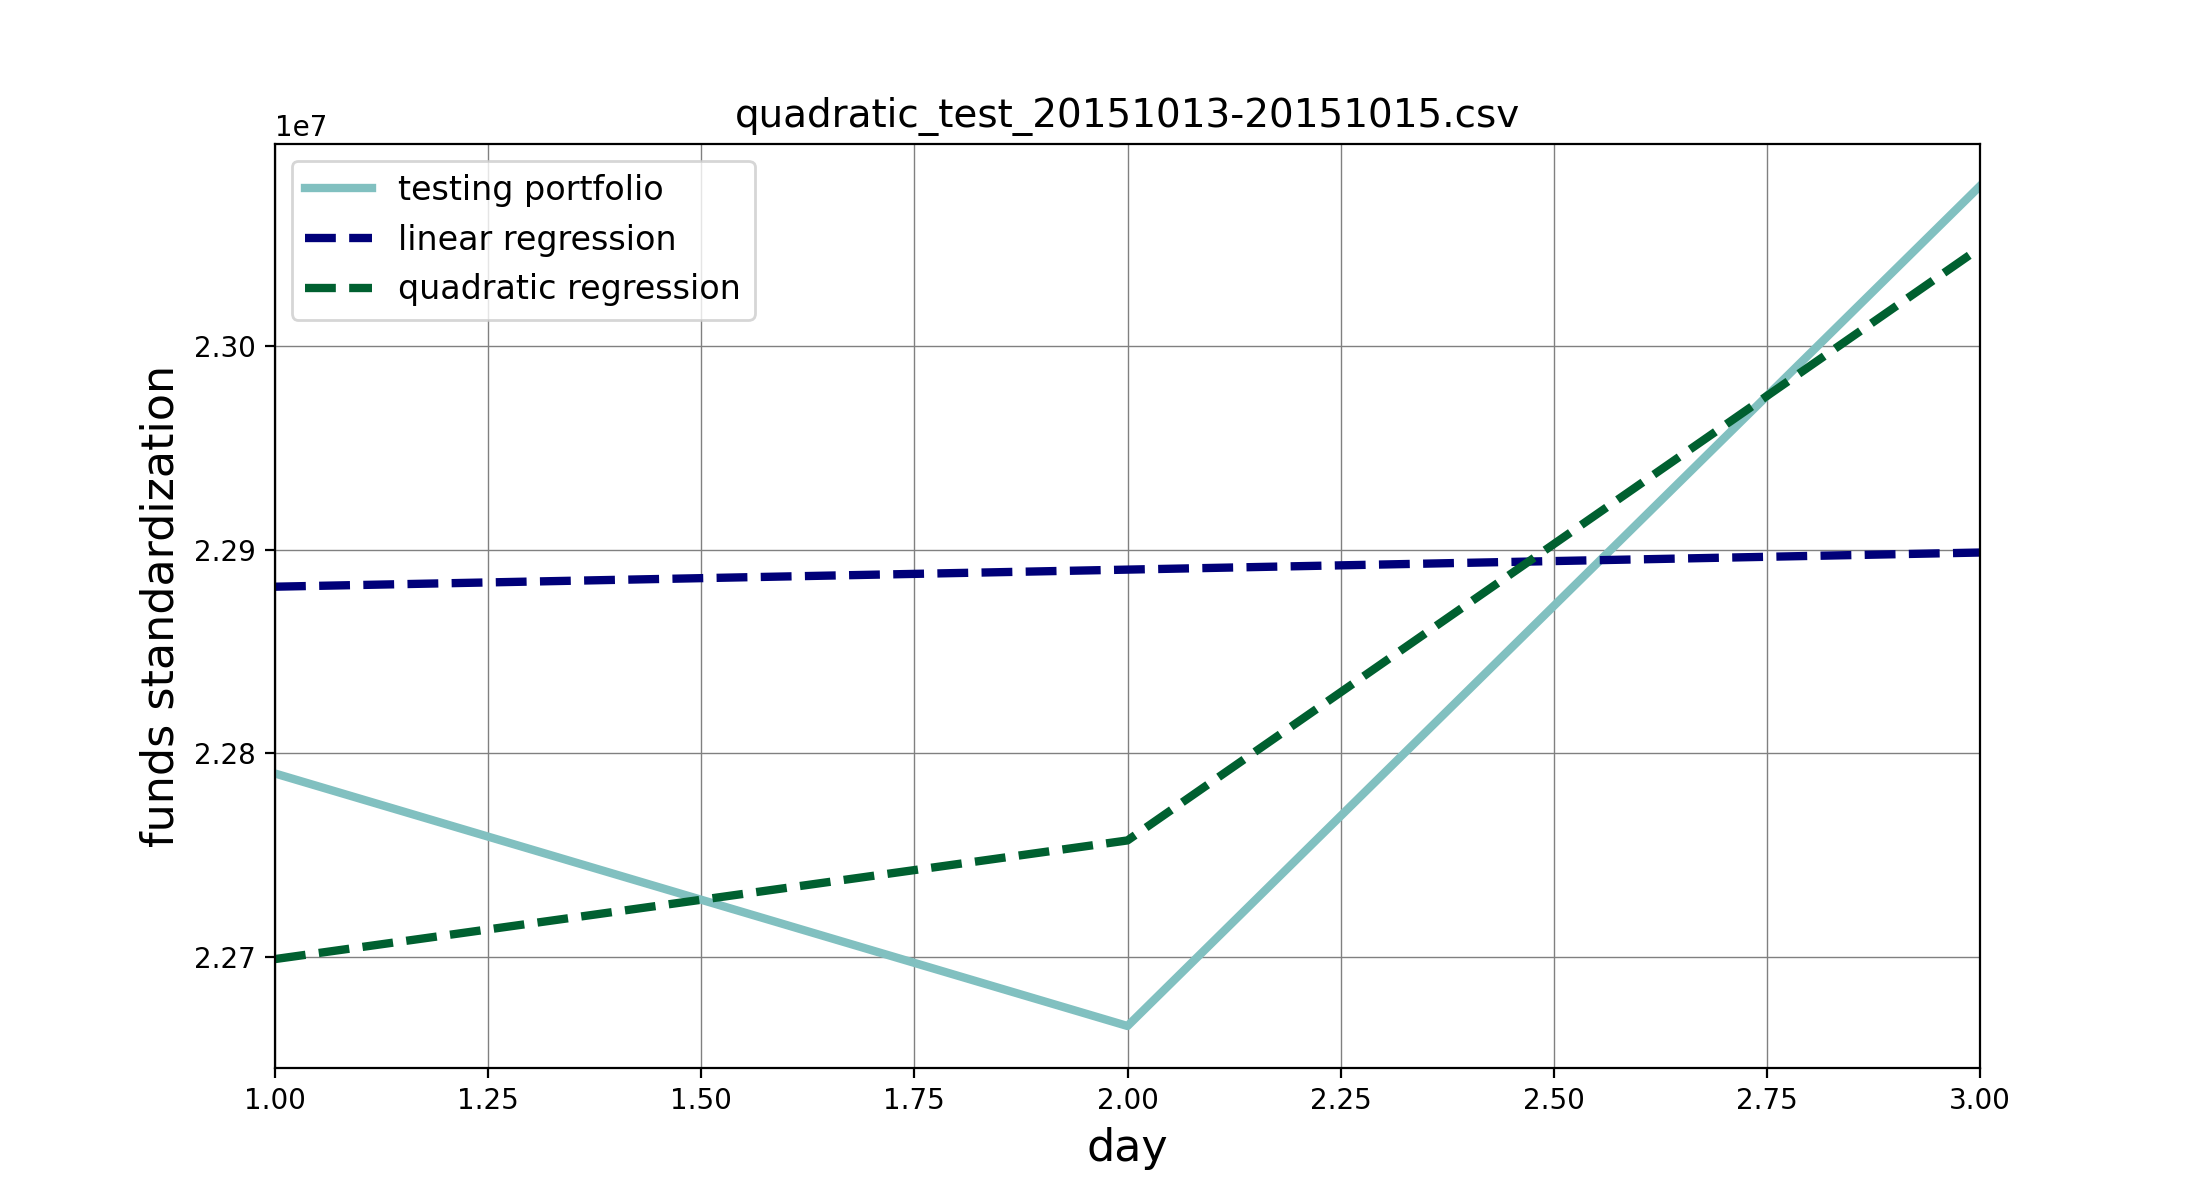 quadratic_test_20151013-20151015.csv
1e7
testing portfolio
linear regression
quadratic regression
2.30
2.29
2.28
2.27
funds standardization
1.00 1.25 1.50 1.75 2.00 2.25 2.50 2.75 3.00
day